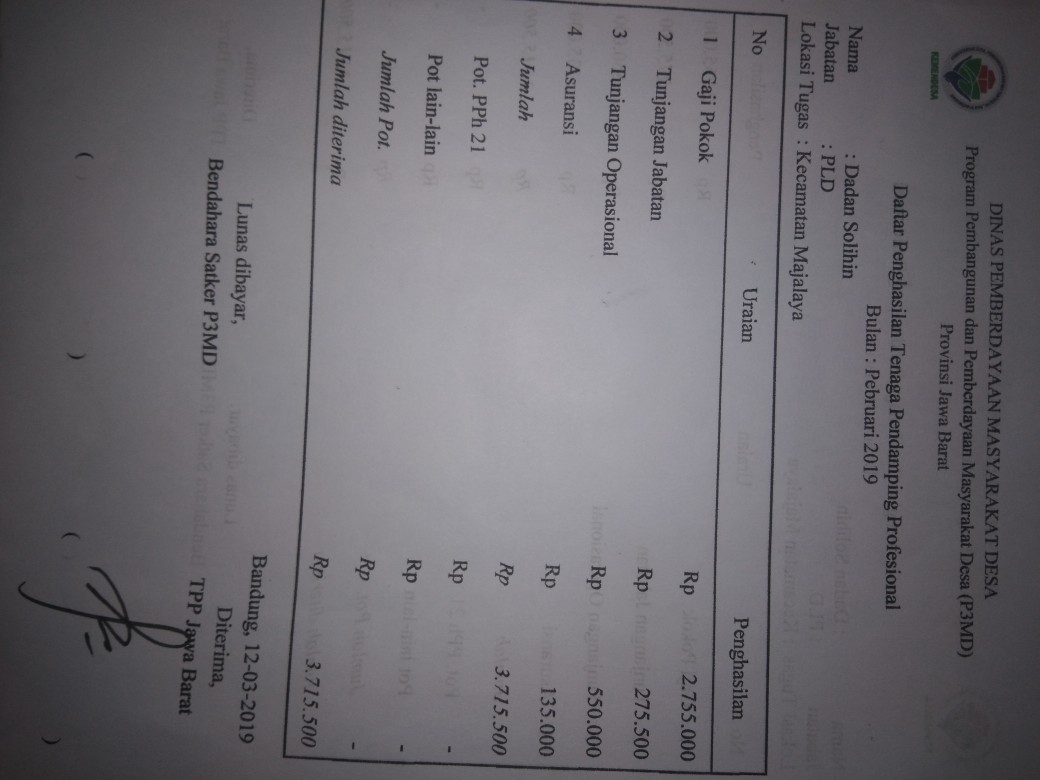 KEMENDESA
DINAS PEMBERDAYAAN MASYARAKAT DESA
Program Pembangunan dan Pemberdayaan Masyarakat Desa (P3MD)
Provinsi Jawa Barat
Daftar Penghasilan Tenaga Pendamping Profesional
Bulan : Pebruari 2019
Nama : Dadan Solihin
Jabatan : PLD
Lokasi Tugas : Kecamatan Majalaya
No Uraian Penghasilan
1 Gaji Pokok Rp 2.755.000
2 Tunjangan Jabatan Rp 275.500
3 Tunjangan Operasional Rp 550.000
4 Asuransi Rp 135.000
Jumlah Rp 3.715.500
Pot. PPh 21 Rp -
Pot lain-lain Rp -
Jumlah Pot. Rp -
Jumlah diterima Rp 3.715.500
Bandung, 12-03-2019
Lunas dibayar, Diterima,
Bendahara Satker P3MD TPP Jawa Barat
( ) ( )